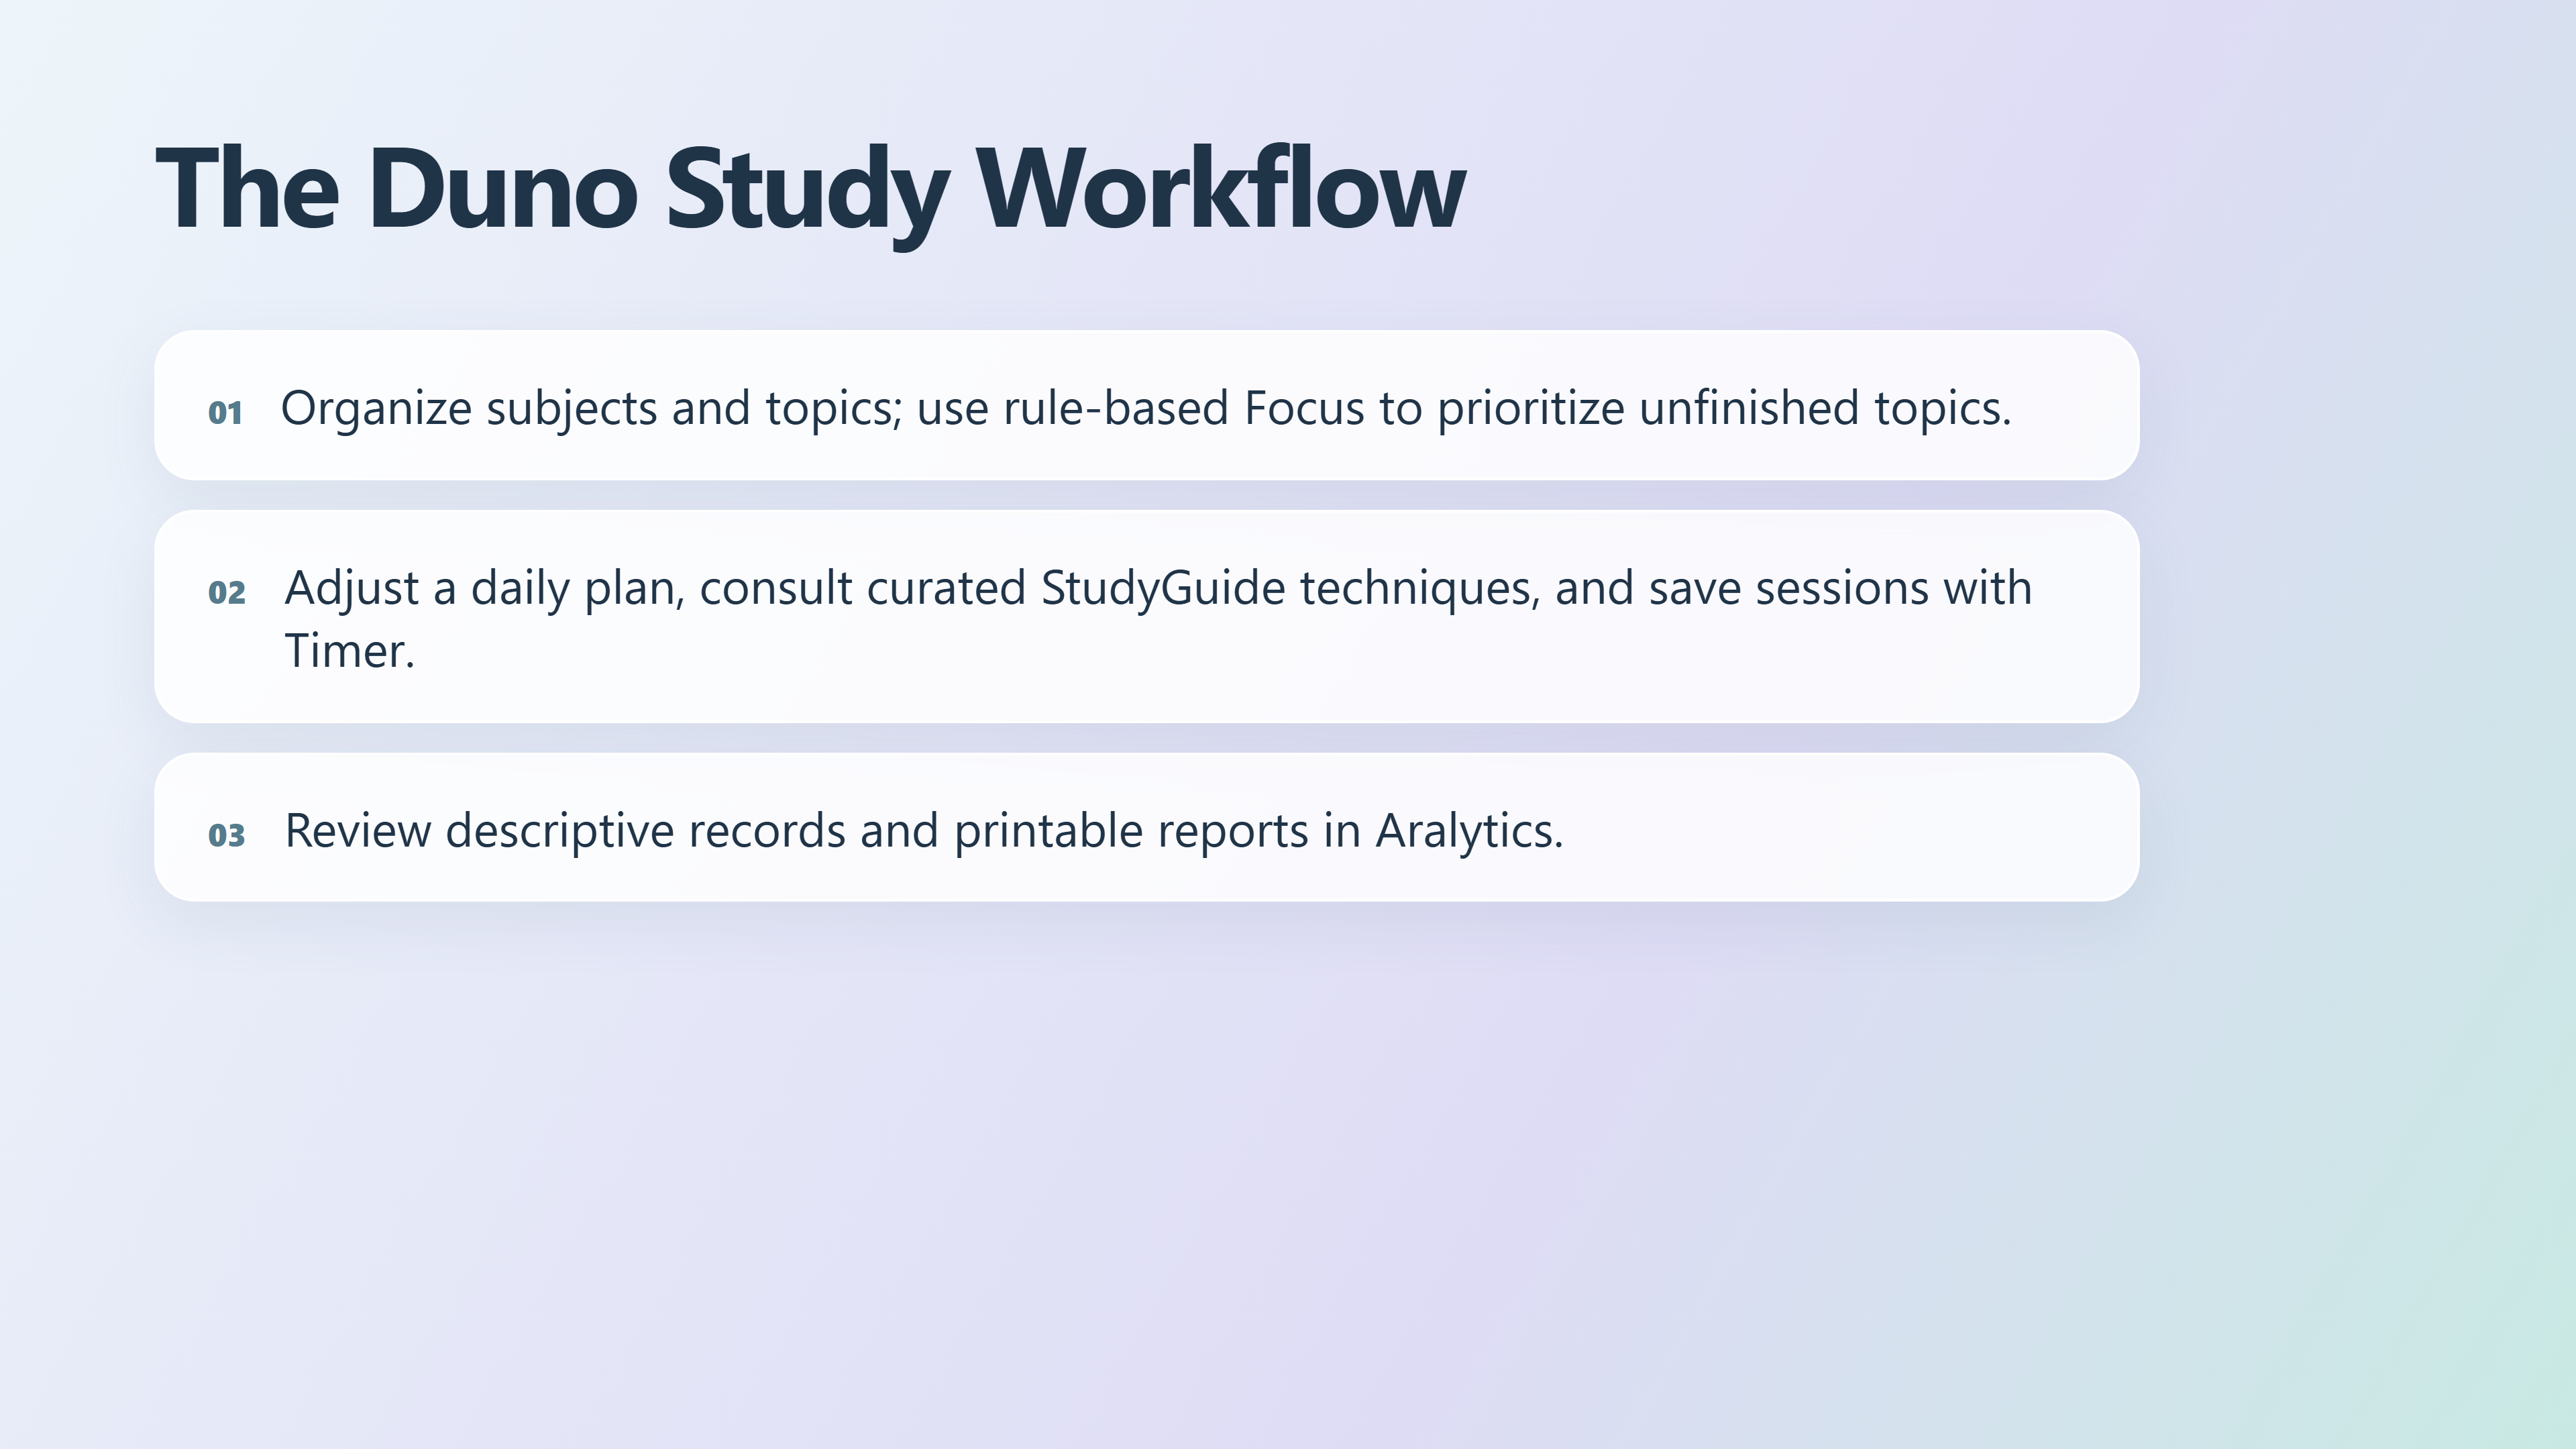 The Duno Study Workflow
01 Organize subjects and topics; use rule-based Focus to prioritize unfinished topics.
02 Adjust a daily plan, consult curated StudyGuide techniques, and save sessions with
Timer.
03 Review descriptive records and printable reports in Aralytics.